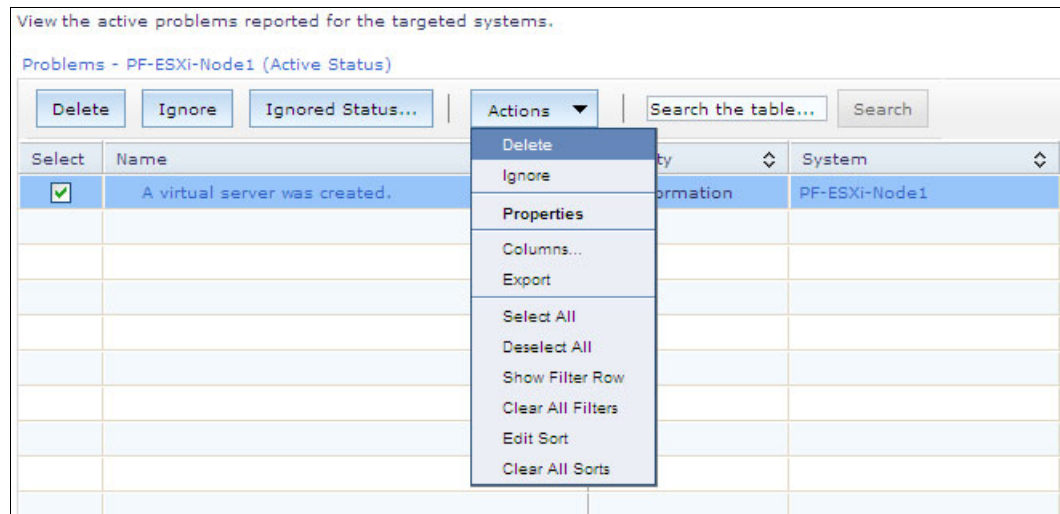 View the active problems reported for the targeted systems.
Problems - PF-ESXi-Node1 (Active Status)
Delete Ignore Ignored Status... Actions Search the table... Search
Select Name ty System
A virtual server was created. ormation PF-ESXi-Node1
Delete
Ignore
Properties
Columns...
Export
Select All
Deselect All
Show Filter Row
Clear All Filters
Edit Sort
Clear All Sorts